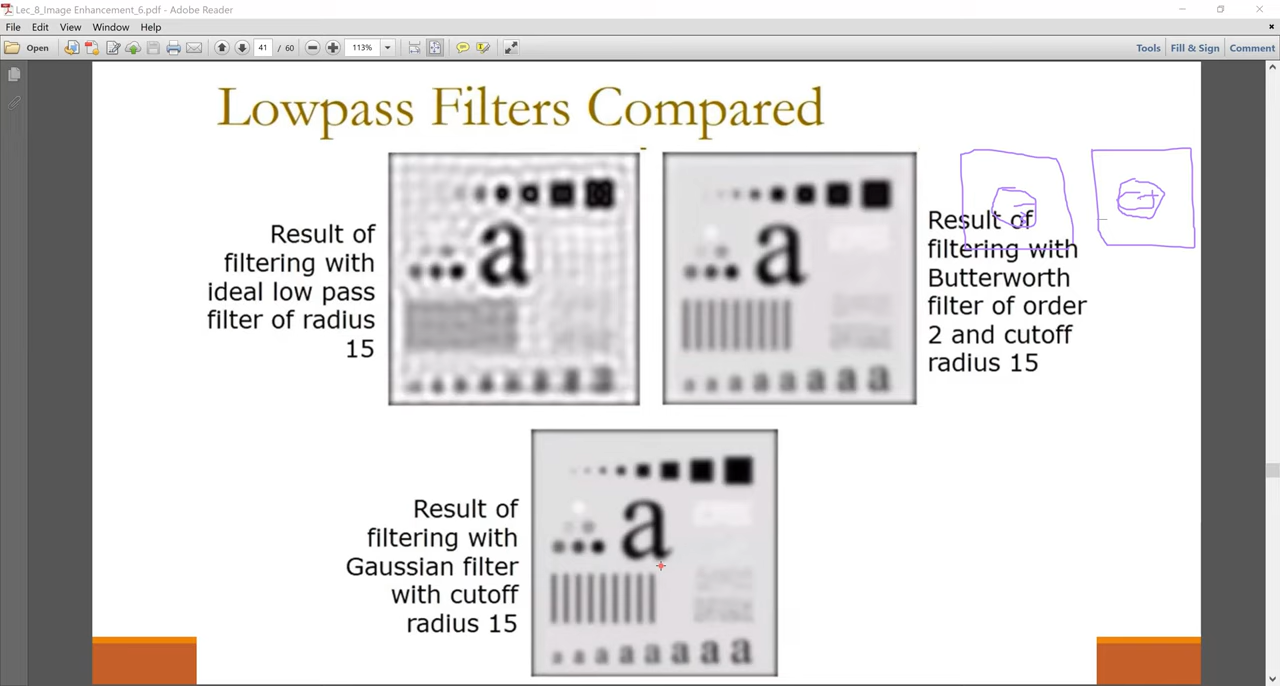 Lec_8_Image Enhancement_6.pdf - Adobe Reader
File Edit View Window Help
Open 41 / 60 113% Tools Fill & Sign Comment
Lowpass Filters Compared
Result of
filtering with
ideal low pass
filter of radius
15
a
a a a a a a a a
a
a a a a a a a a
Result of
filtering with
Butterworth
filter of order
2 and cutoff
radius 15
Result of
filtering with
Gaussian filter
with cutoff
radius 15
a
a a a a a a a a